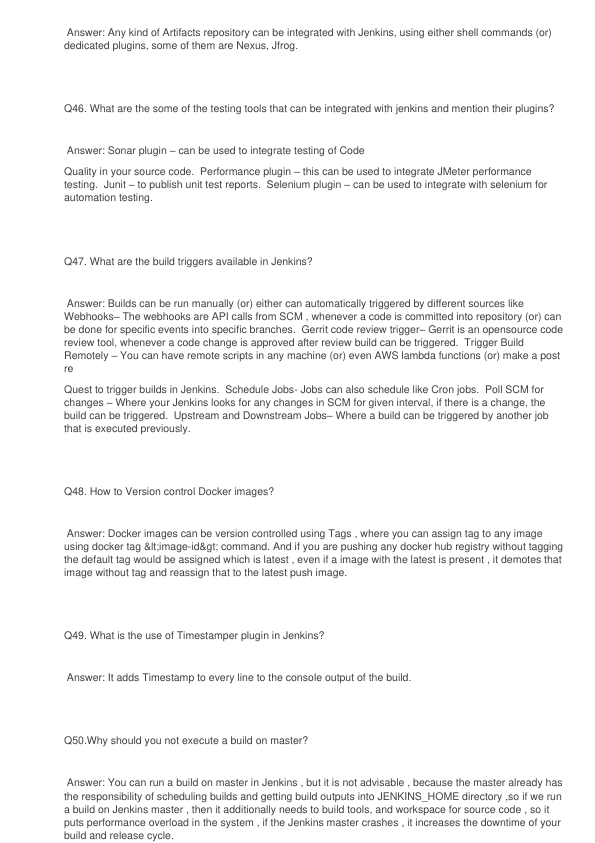 Answer: Any kind of Artifacts repository can be integrated with Jenkins, using either shell commands (or)
dedicated plugins, some of them are Nexus, Jfrog.
Q46. What are the some of the testing tools that can be integrated with jenkins and mention their plugins?
Answer: Sonar plugin – can be used to integrate testing of Code
Quality in your source code.  Performance plugin – this can be used to integrate JMeter performance
testing.  Junit – to publish unit test reports.  Selenium plugin – can be used to integrate with selenium for
automation testing.
Q47. What are the build triggers available in Jenkins?
Answer: Builds can be run manually (or) either can automatically triggered by different sources like
Webhooks– The webhooks are API calls from SCM , whenever a code is committed into repository (or) can
be done for specific events into specific branches.  Gerrit code review trigger– Gerrit is an opensource code
review tool, whenever a code change is approved after review build can be triggered.  Trigger Build
Remotely – You can have remote scripts in any machine (or) even AWS lambda functions (or) make a post
re
Quest to trigger builds in Jenkins.  Schedule Jobs- Jobs can also schedule like Cron jobs.  Poll SCM for
changes – Where your Jenkins looks for any changes in SCM for given interval, if there is a change, the
build can be triggered.  Upstream and Downstream Jobs– Where a build can be triggered by another job
that is executed previously.
Q48. How to Version control Docker images?
Answer: Docker images can be version controlled using Tags , where you can assign tag to any image
using docker tag &lt;image-id&gt; command. And if you are pushing any docker hub registry without tagging
the default tag would be assigned which is latest , even if a image with the latest is present , it demotes that
image without tag and reassign that to the latest push image.
Q49. What is the use of Timestamper plugin in Jenkins?
Answer: It adds Timestamp to every line to the console output of the build.
Q50.Why should you not execute a build on master?
Answer: You can run a build on master in Jenkins , but it is not advisable , because the master already has
the responsibility of scheduling builds and getting build outputs into JENKINS_HOME directory ,so if we run
a build on Jenkins master , then it additionally needs to build tools, and workspace for source code , so it
puts performance overload in the system , if the Jenkins master crashes , it increases the downtime of your
build and release cycle.